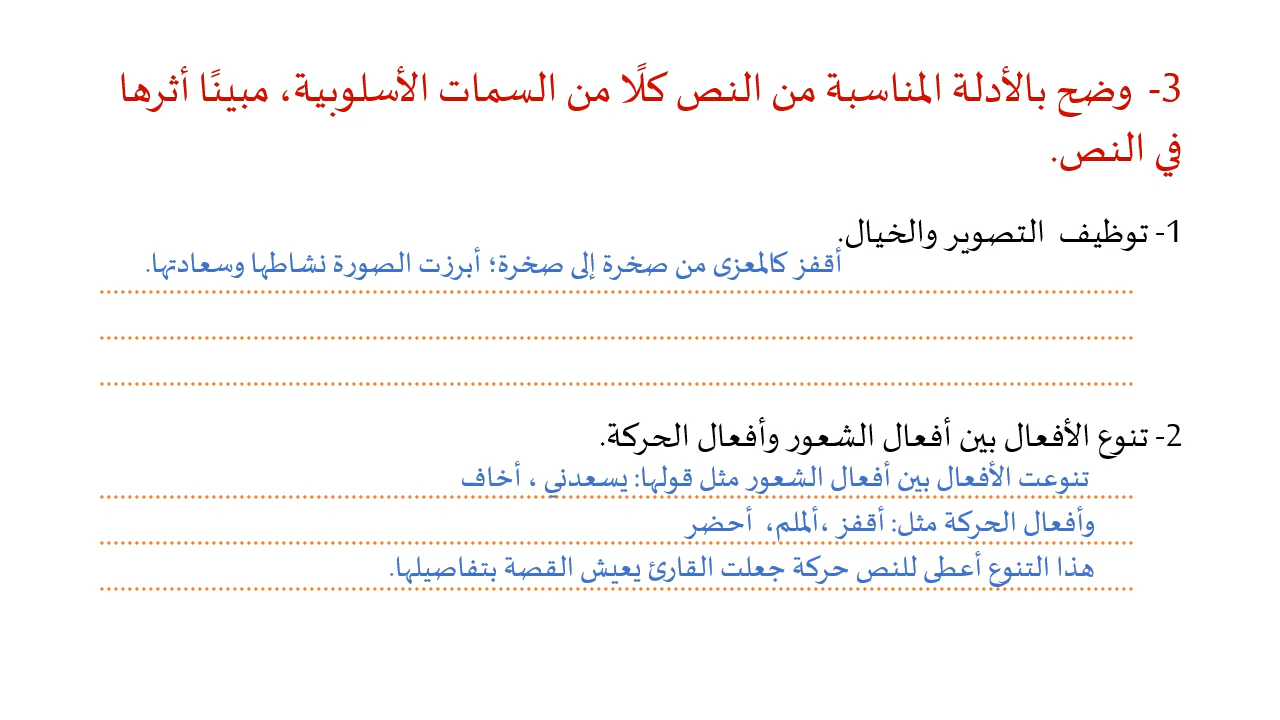 3- وضح بالأدلة المناسبة من النص كلًا من السمات الأسلوبية، مبينًا أثرها
في النص.
1- توظيف التصوير والخيال.
أقفز كالمعزى من صخرة إلى صخرة؛ أبرزت الصورة نشاطها وسعادتها.
2- تنوع الأفعال بين أفعال الشعور وأفعال الحركة.
تنوعت الأفعال بين أفعال الشعور مثل قولها: يسعدني ، أخاف
وأفعال الحركة مثل: أقفز ،ألملم، أحضر
هذا التنوع أعطى للنص حركة جعلت القارئ يعيش القصة بتفاصيلها.